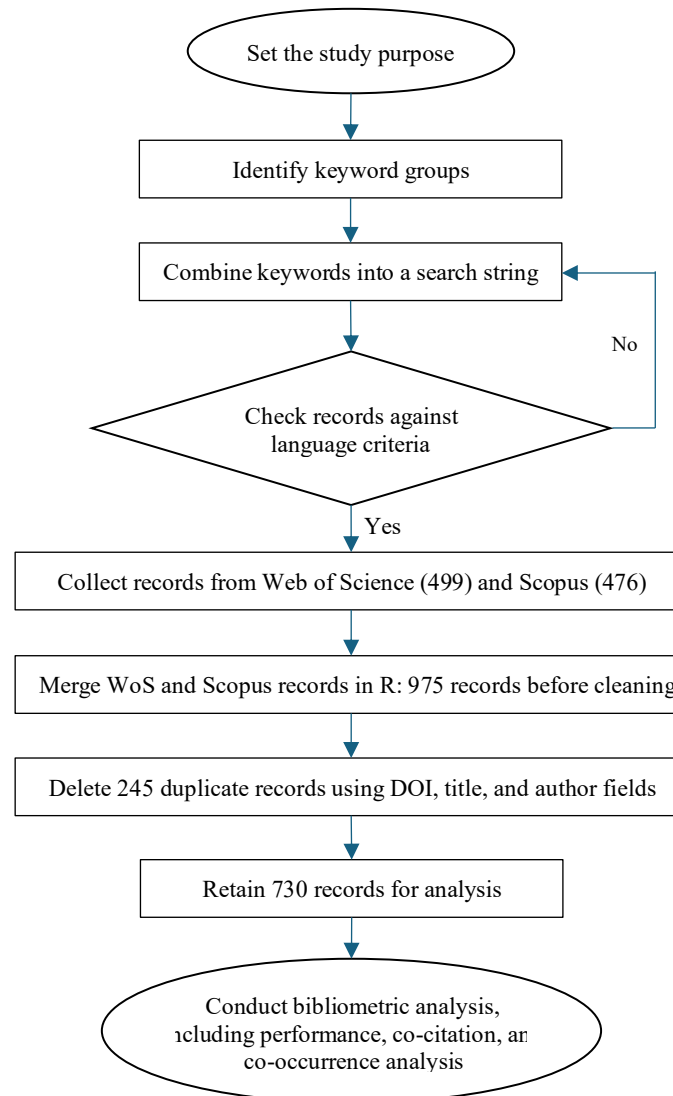 Set the study purpose
Identify keyword groups
Combine keywords into a search string
No
Check records against
language criteria
Yes
Collect records from Web of Science (499) and Scopus (476)
Merge WoS and Scopus records in R: 975 records before cleaning
Delete 245 duplicate records using DOI, title, and author fields
Retain 730 records for analysis
Conduct bibliometric analysis,
ncluding performance, co-citation, an
co-occurrence analysis